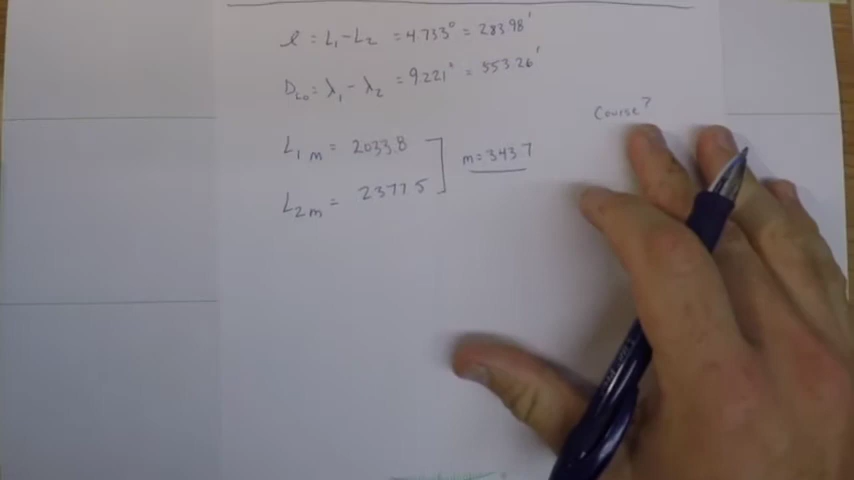 l = L₁ - L₂ = 4.733° = 283.98'
D_Lo = λ₁ - λ₂ = 9.221° = 553.26'
Course?
L₁ₘ = 2033.8
m = 343.7
L₂ₘ = 2377.5